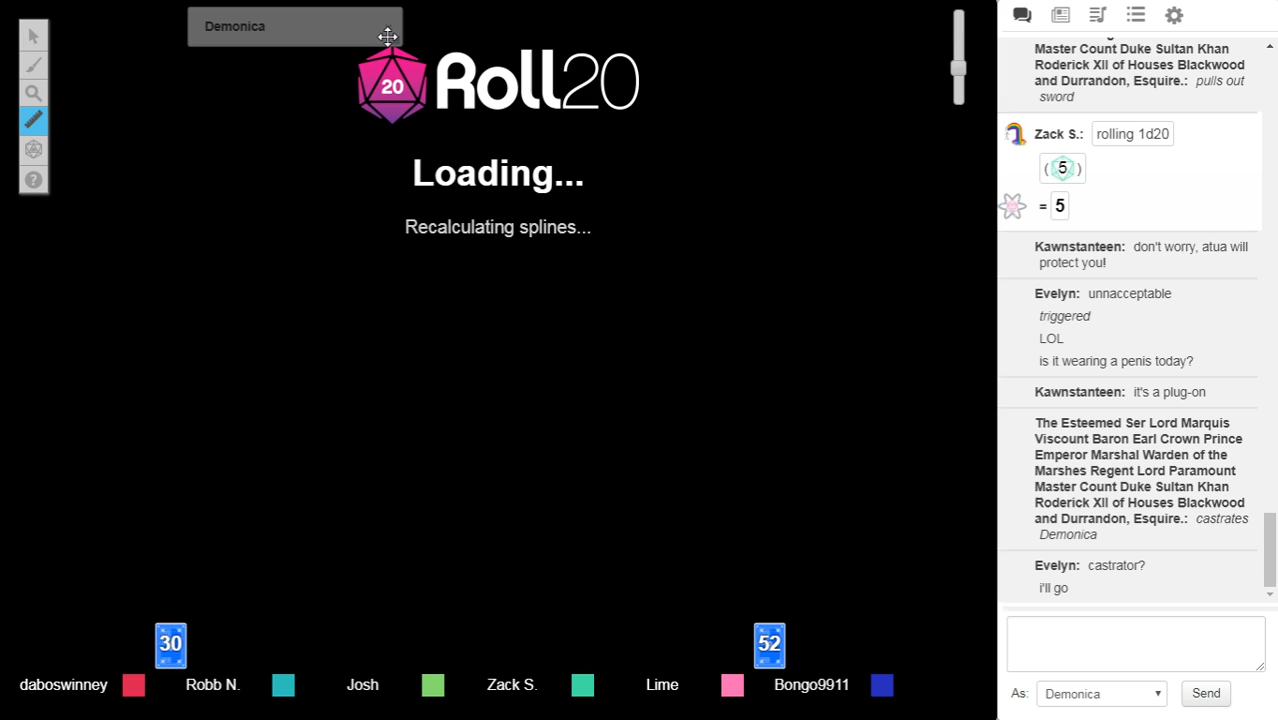 Demonica
20
Roll20
Loading...
Recalculating splines...
30
52
daboswinney
Robb N.
Josh
Zack S.
Lime
Bongo9911
Master Count Duke Sultan Khan
Roderick XII of Houses Blackwood
and Durrandon, Esquire.: pulls out
sword
Zack S.: rolling 1d20
(5)
= 5
Kawnstanteen: don't worry, atua will
protect you!
Evelyn: unnacceptable
triggered
LOL
is it wearing a penis today?
Kawnstanteen: it's a plug-on
The Esteemed Ser Lord Marquis
Viscount Baron Earl Crown Prince
Emperor Marshal Warden of the
Marshes Regent Lord Paramount
Master Count Duke Sultan Khan
Roderick XII of Houses Blackwood
and Durrandon, Esquire.: castrates
Demonica
Evelyn: castrator?
i'll go
As: Demonica
Send